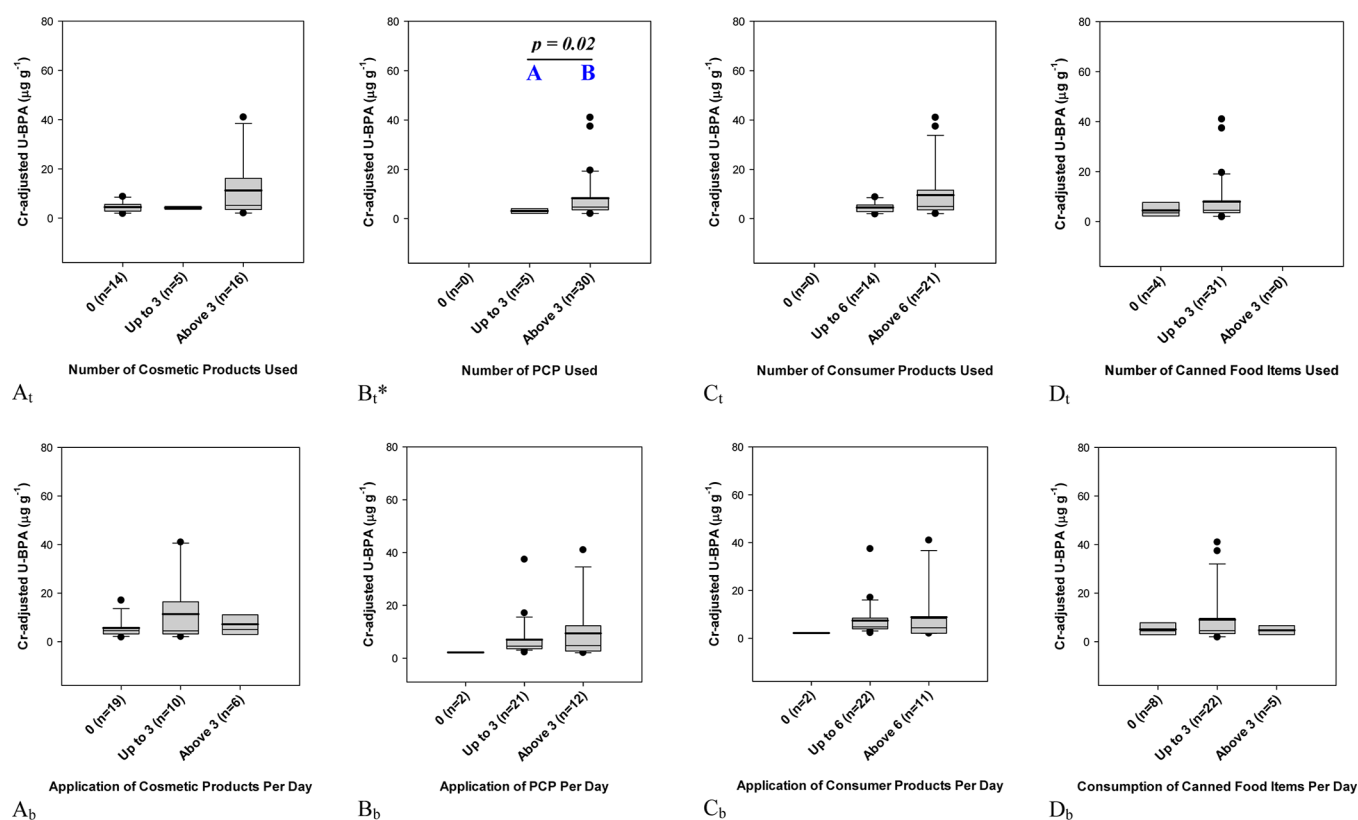 Cr-adjusted U-BPA (µg g⁻¹)
80
60
40
20
0
0 (n=14)
Up to 3 (n=5)
Above 3 (n=16)
Number of Cosmetic Products Used
At
Cr-adjusted U-BPA (µg g⁻¹)
80
60
40
20
0
p = 0.02
A B
0 (n=0)
Up to 3 (n=5)
Above 3 (n=30)
Number of PCP Used
Bt*
Cr-adjusted U-BPA (µg g⁻¹)
80
60
40
20
0
0 (n=0)
Up to 6 (n=14)
Above 6 (n=21)
Number of Consumer Products Used
Ct
Cr-adjusted U-BPA (µg g⁻¹)
80
60
40
20
0
0 (n=4)
Up to 3 (n=31)
Above 3 (n=0)
Number of Canned Food Items Used
Dt
Cr-adjusted U-BPA (µg g⁻¹)
80
60
40
20
0
0 (n=19)
Up to 3 (n=10)
Above 3 (n=6)
Application of Cosmetic Products Per Day
Ab
Cr-adjusted U-BPA (µg g⁻¹)
80
60
40
20
0
0 (n=2)
Up to 3 (n=21)
Above 3 (n=12)
Application of PCP Per Day
Bb
Cr-adjusted U-BPA (µg g⁻¹)
80
60
40
20
0
0 (n=2)
Up to 6 (n=22)
Above 6 (n=11)
Application of Consumer Products Per Day
Cb
Cr-adjusted U-BPA (µg g⁻¹)
80
60
40
20
0
0 (n=8)
Up to 3 (n=22)
Above 3 (n=5)
Consumption of Canned Food Items Per Day
Db